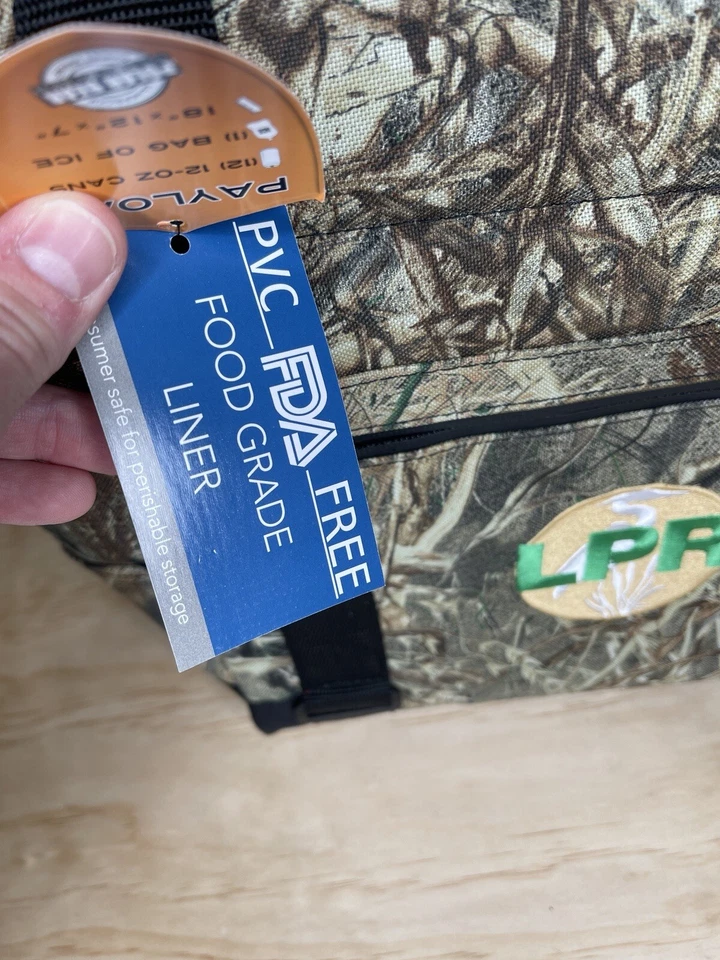 PAYLOA
(12) 12-OZ CANS
(1) BAG OF ICE
18" x 12" x 7"
PVC FDA FREE
FOOD GRADE
LINER
sumer safe for perishable storage
LPR